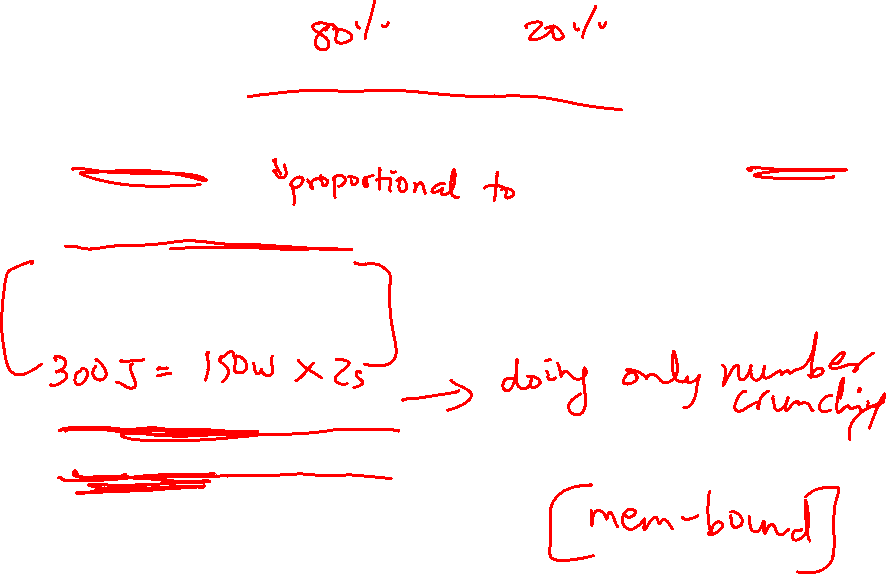 80% 20%
proportional to
300J = 150W × 2s → doing only number
crunching
[mem-bound]